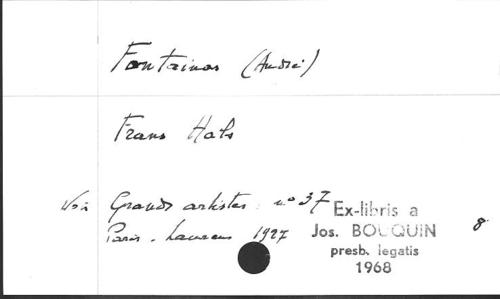 Fontainas (André)
Frans Hals
Voir Grands artistes. n° 37
Paris. Laurens 1927
Ex-libris a
Jos. BOUQUIN
presb. legatis
1968
8